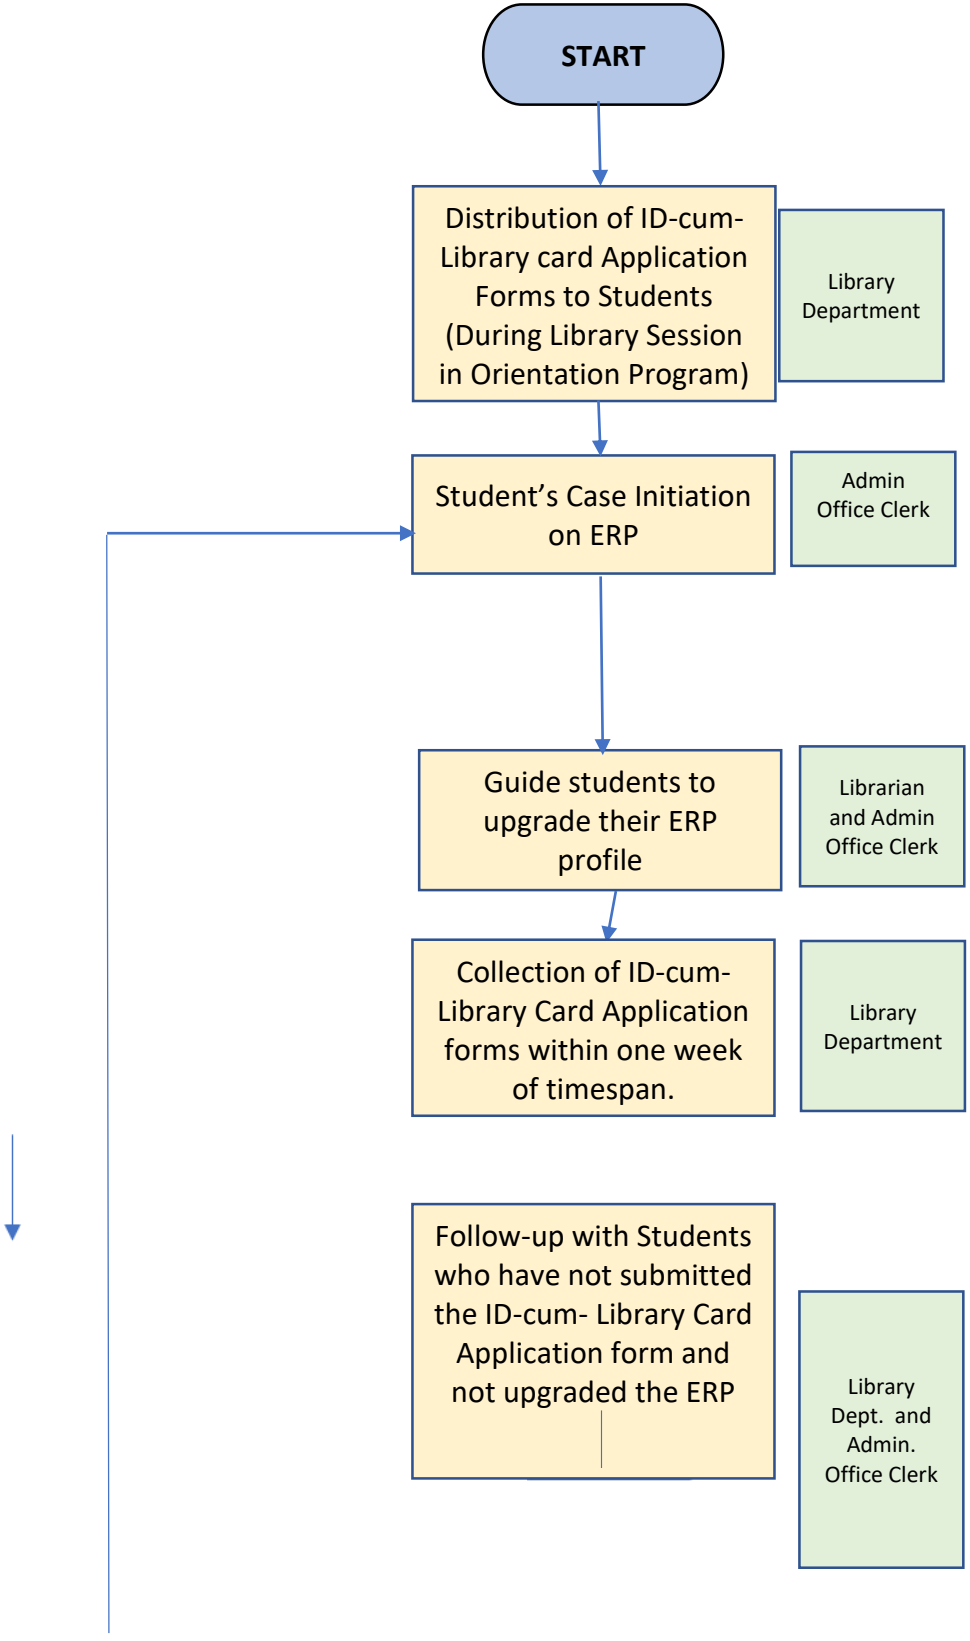 START
Distribution of ID-cum-
Library card Application
Forms to Students
(During Library Session
in Orientation Program)
Library
Department
Student’s Case Initiation
on ERP
Admin
Office Clerk
Guide students to
upgrade their ERP
profile
Librarian
and Admin
Office Clerk
Collection of ID-cum-
Library Card Application
forms within one week
of timespan.
Library
Department
Follow-up with Students
who have not submitted
the ID-cum- Library Card
Application form and
not upgraded the ERP
Library
Dept. and
Admin.
Office Clerk